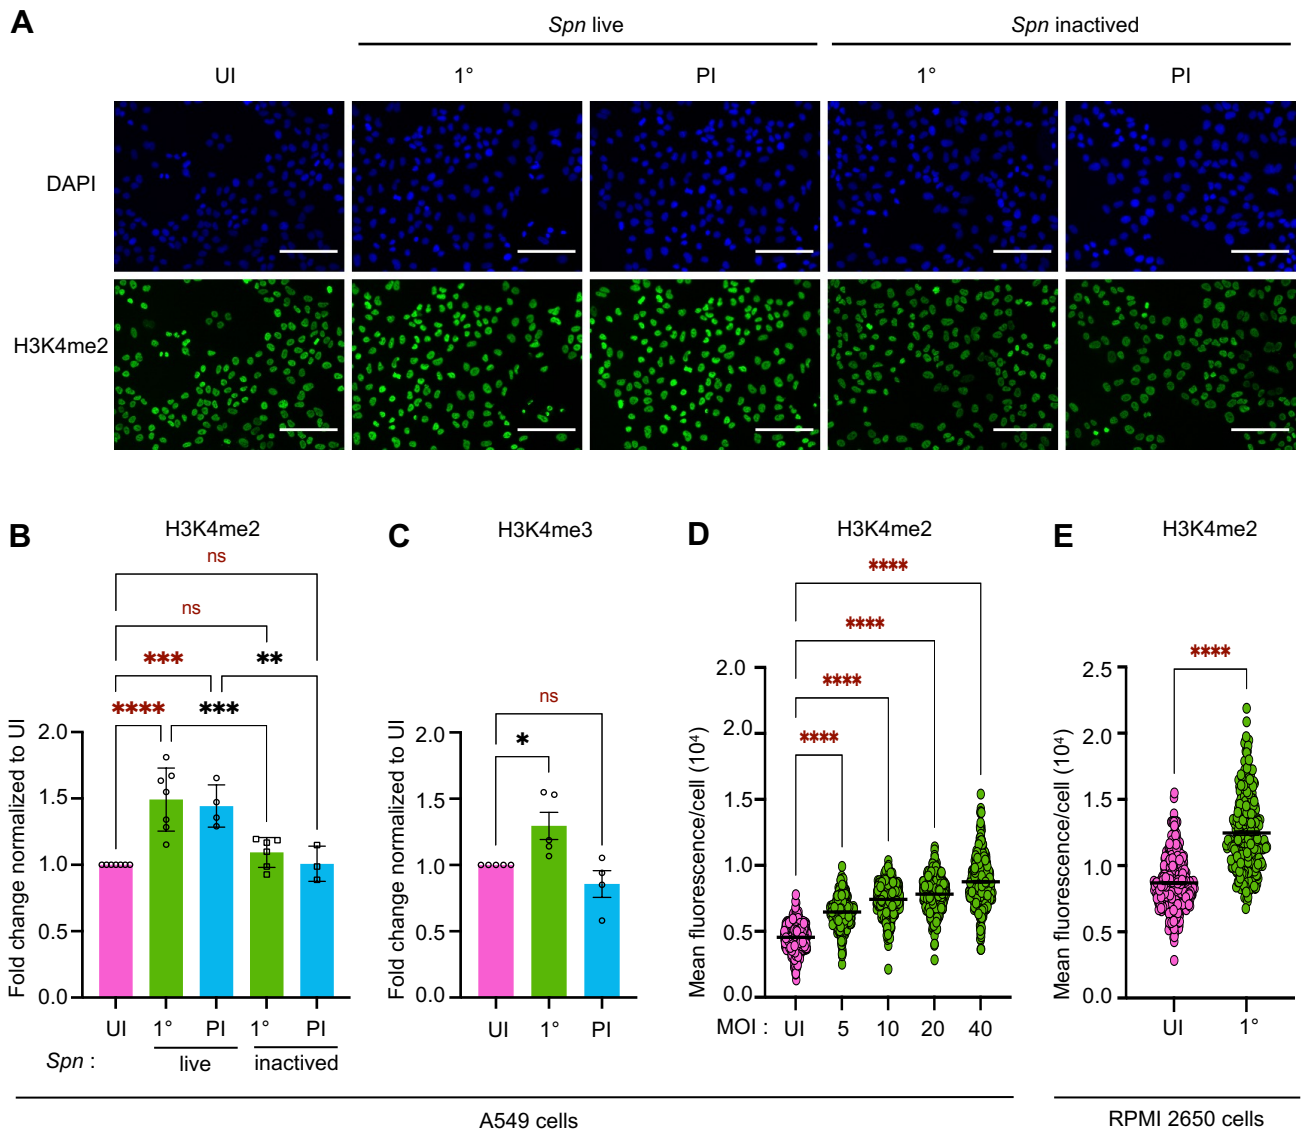 A
Spn live
Spn inactived
UI
1°
PI
1°
PI
DAPI
H3K4me2
B
H3K4me2
ns
ns
***
**
****
***
Fold change normalized to UI
2.0
1.5
1.0
0.5
0.0
UI
1°
PI
1°
PI
Spn :
live
inactived
C
H3K4me3
ns
*
Fold change normalized to UI
2.0
1.5
1.0
0.5
0.0
UI
1°
PI
D
H3K4me2
****
****
****
****
Mean fluorescence/cell (10⁴)
2.0
2.0
1.5
1.0
0.5
0.0
MOI :
UI
5
10
20
40
A549 cells
E
H3K4me2
****
Mean fluorescence/cell (10⁴)
2.5
2.0
1.5
1.0
0.5
0.0
UI
1°
RPMI 2650 cells